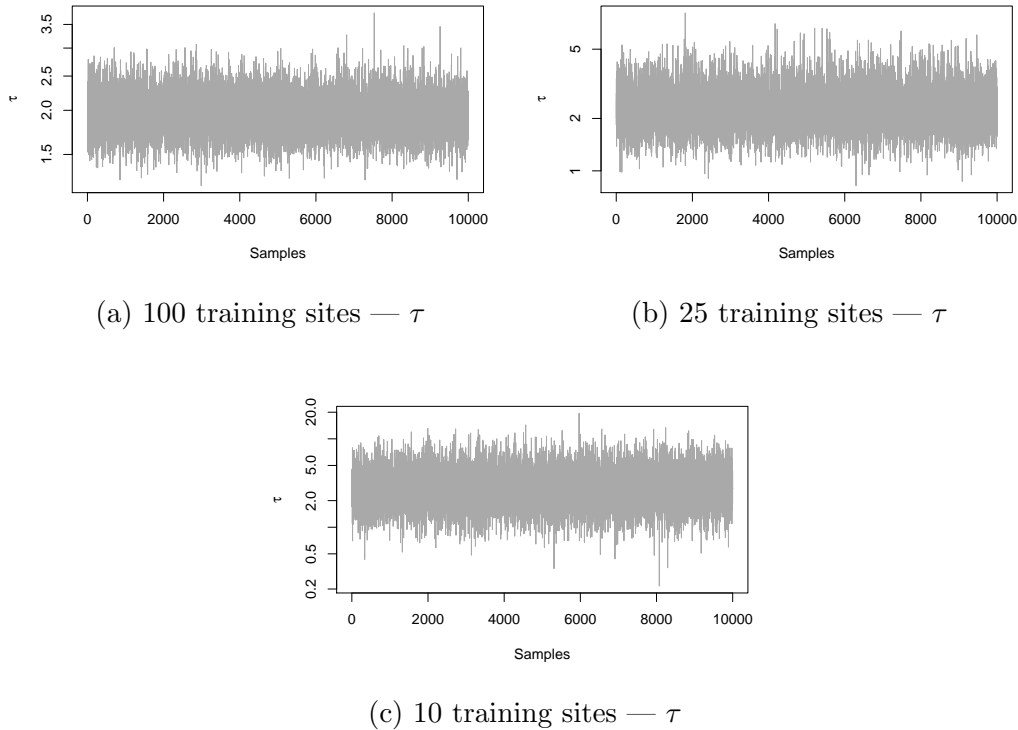 3.5
2.5
2.0
1.5
τ
0 2000 4000 6000 8000 10000
Samples
(a) 100 training sites — τ
5
2
1
τ
0 2000 4000 6000 8000 10000
Samples
(b) 25 training sites — τ
20.0
5.0
2.0
0.5
0.2
τ
0 2000 4000 6000 8000 10000
Samples
(c) 10 training sites — τ